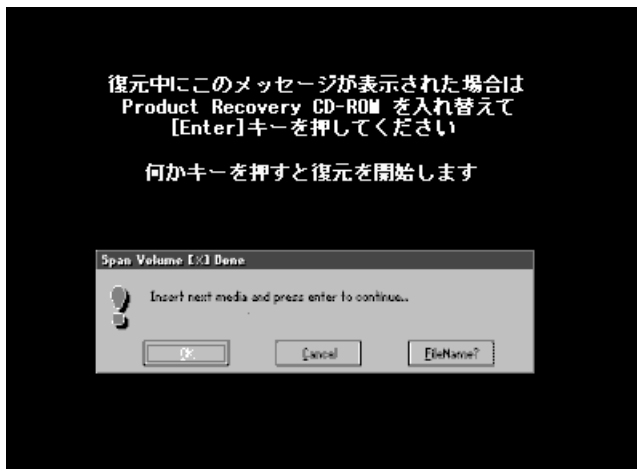 復元中にこのメッセージが表示された場合は
Product Recovery CD-ROM を入れ替えて
[Enter]キーを押してください
何かキーを押すと復元を開始します
Span Volume [X] Done
Insert next media and press enter to continue..
OK
Cancel
FileName?